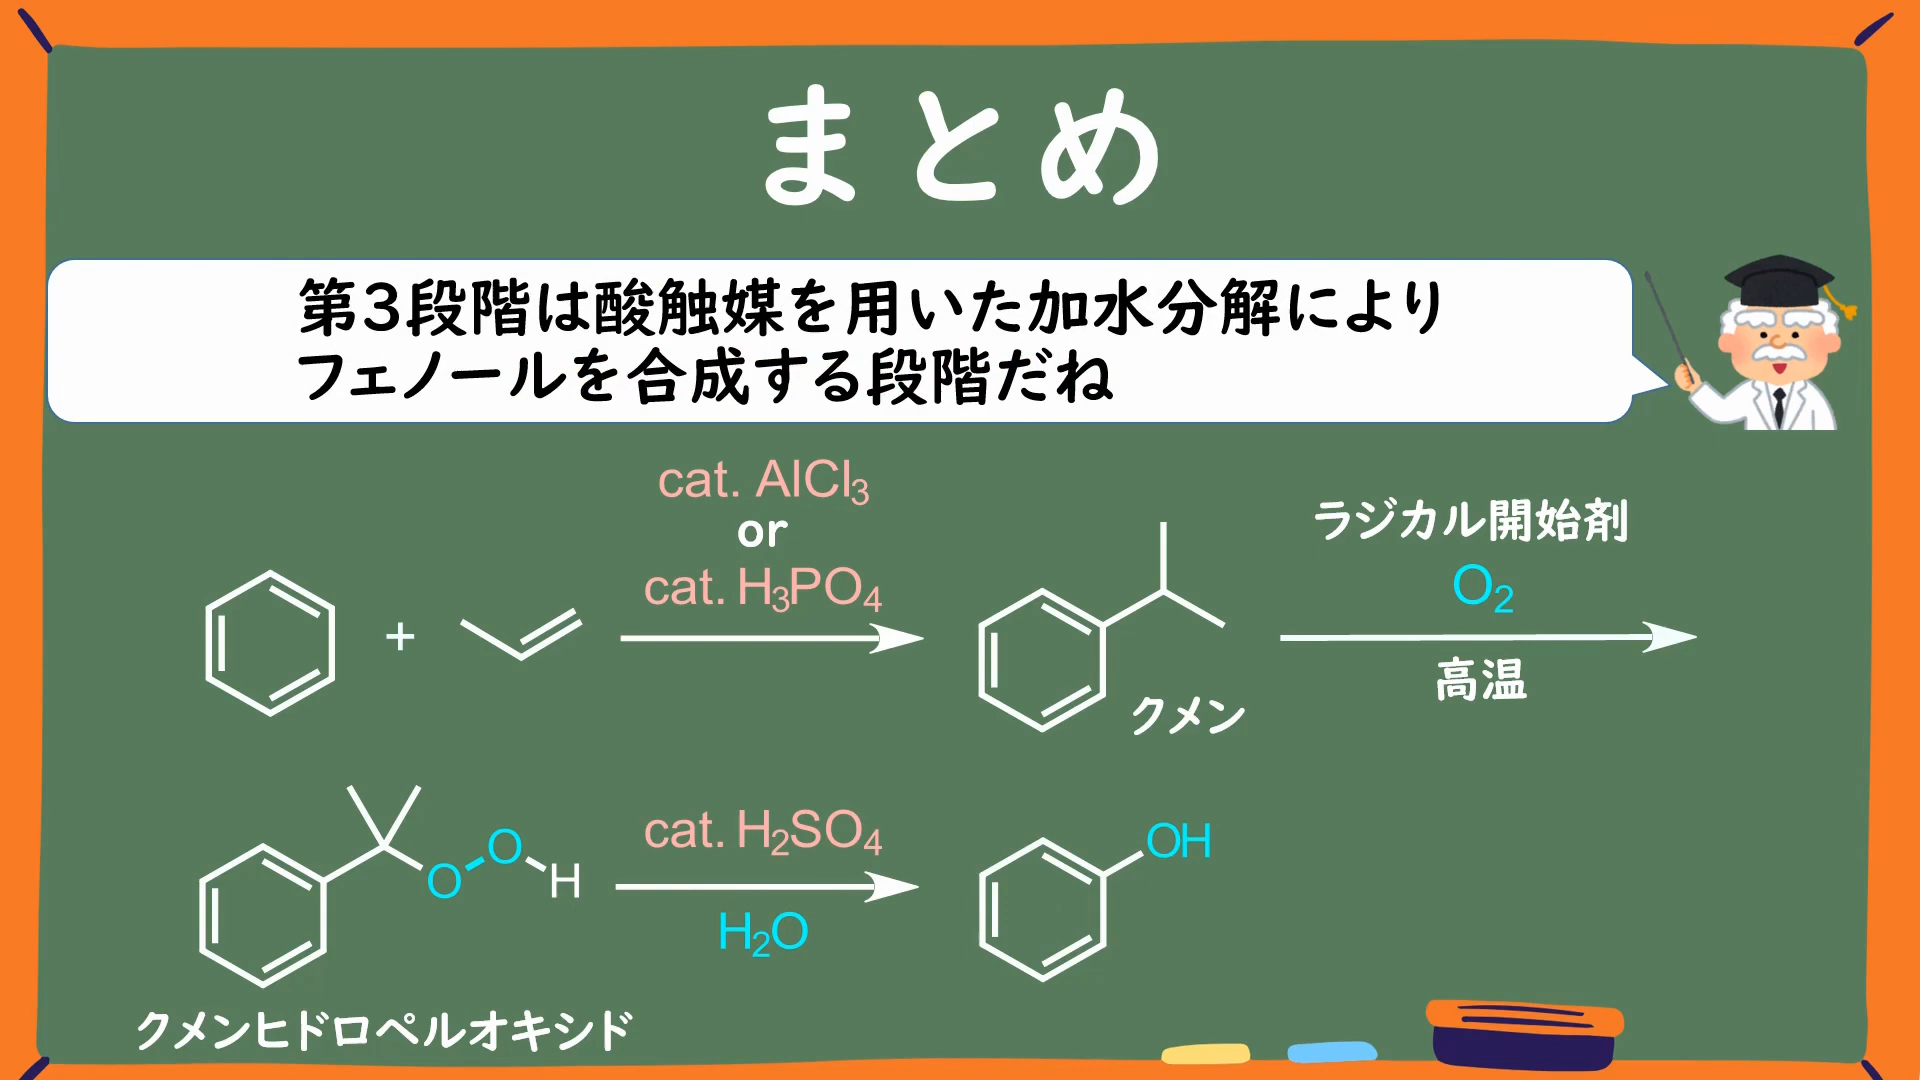 まとめ
第3段階は酸触媒を用いた加水分解により
フェノールを合成する段階だね
cat. AlCl₃
or
cat. H₃PO₄
+
クメン
ラジカル開始剤
O₂
高温
O
O
H
クメンヒドロペルオキシド
cat. H₂SO₄
H₂O
OH